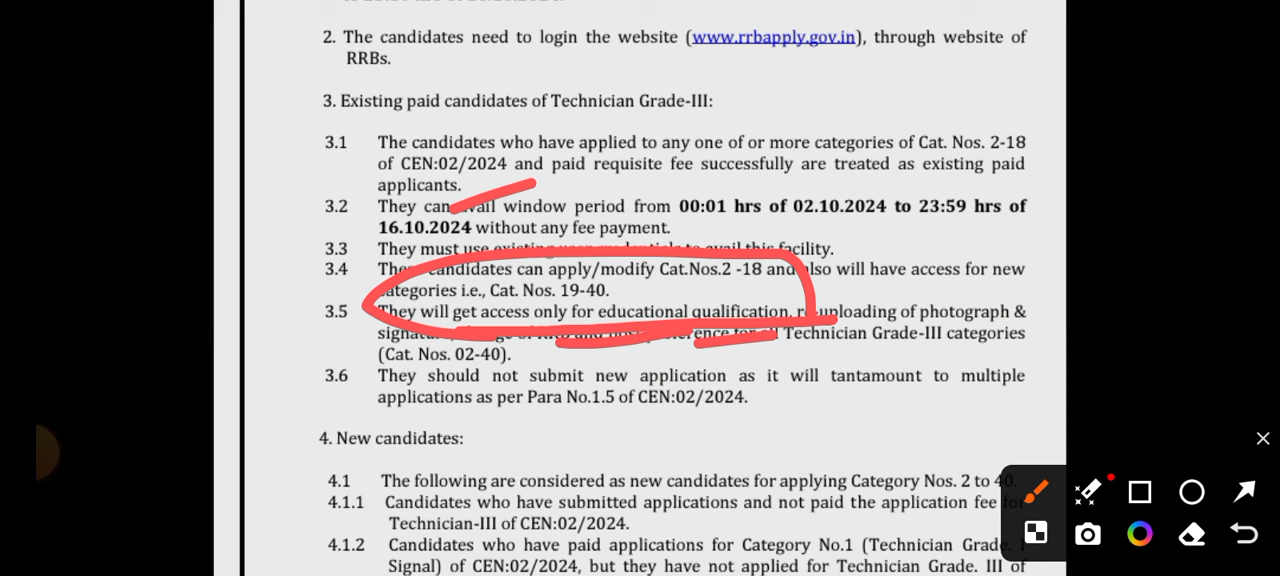 2. The candidates need to login the website (www.rrbapply.gov.in), through website of
RRBs.
3. Existing paid candidates of Technician Grade-III:
3.1 The candidates who have applied to any one of or more categories of Cat. Nos. 2-18
of CEN:02/2024 and paid requisite fee successfully are treated as existing paid
applicants.
3.2 They can avail window period from 00:01 hrs of 02.10.2024 to 23:59 hrs of
16.10.2024 without any fee payment.
3.3 They must use existing user credentials to avail this facility.
3.4 candidates can apply/modify Cat.Nos.2 -18 and also will have access for new
categories i.e., Cat. Nos. 19-40.
3.5 They will get access only for educational qualification, re-uploading of photograph &
preference for all Technician Grade-III categories
(Cat. Nos. 02-40).
3.6 They should not submit new application as it will tantamount to multiple
applications as per Para No.1.5 of CEN:02/2024.
4. New candidates:
4.1 The following are considered as new candidates for applying Category Nos. 2 to 40.
4.1.1 Candidates who have submitted applications and not paid the application fee for
Technician-III of CEN:02/2024.
4.1.2 Candidates who have paid applications for Category No.1 (Technician Grade. I
Signal) of CEN:02/2024, but they have not applied for Technician Grade. III of